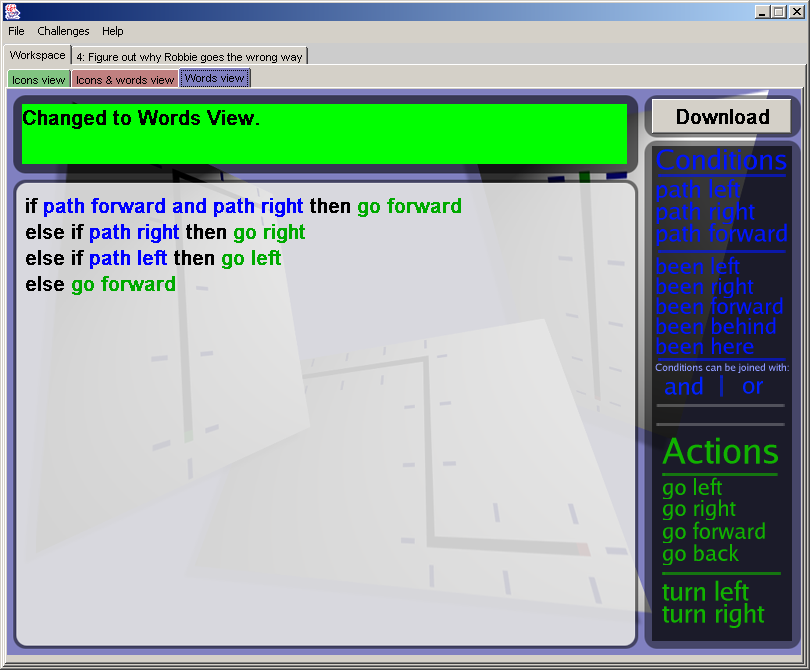 File Challenges Help
Workspace 4: Figure out why Robbie goes the wrong way
Icons view Icons & words view Words view
Changed to Words View.
if path forward and path right then go forward
else if path right then go right
else if path left then go left
else go forward
Download
Conditions
path left
path right
path forward
been left
been right
been forward
been behind
been here
Conditions can be joined with:
and | or
Actions
go left
go right
go forward
go back
turn left
turn right